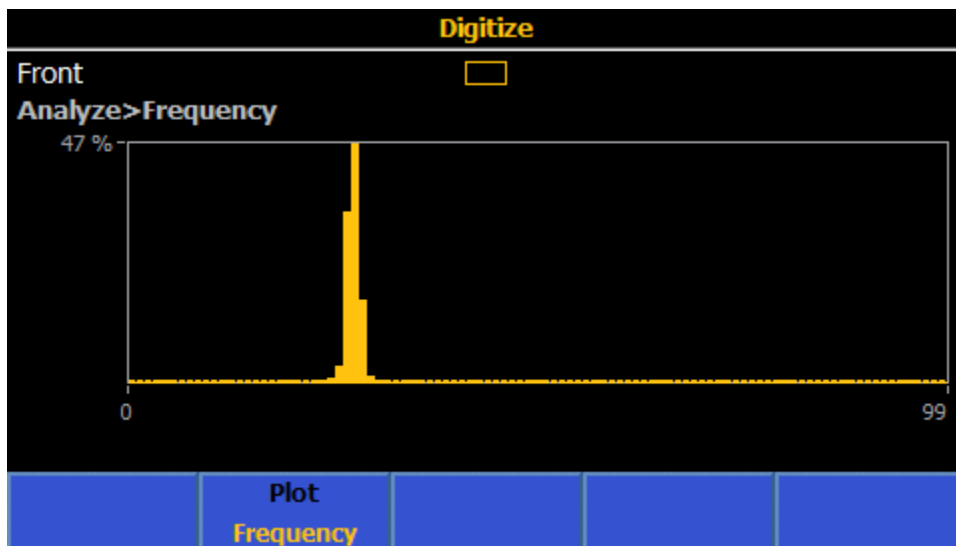 Digitize
Front
Analyze>Frequency
47 %
0
99
Plot
Frequency